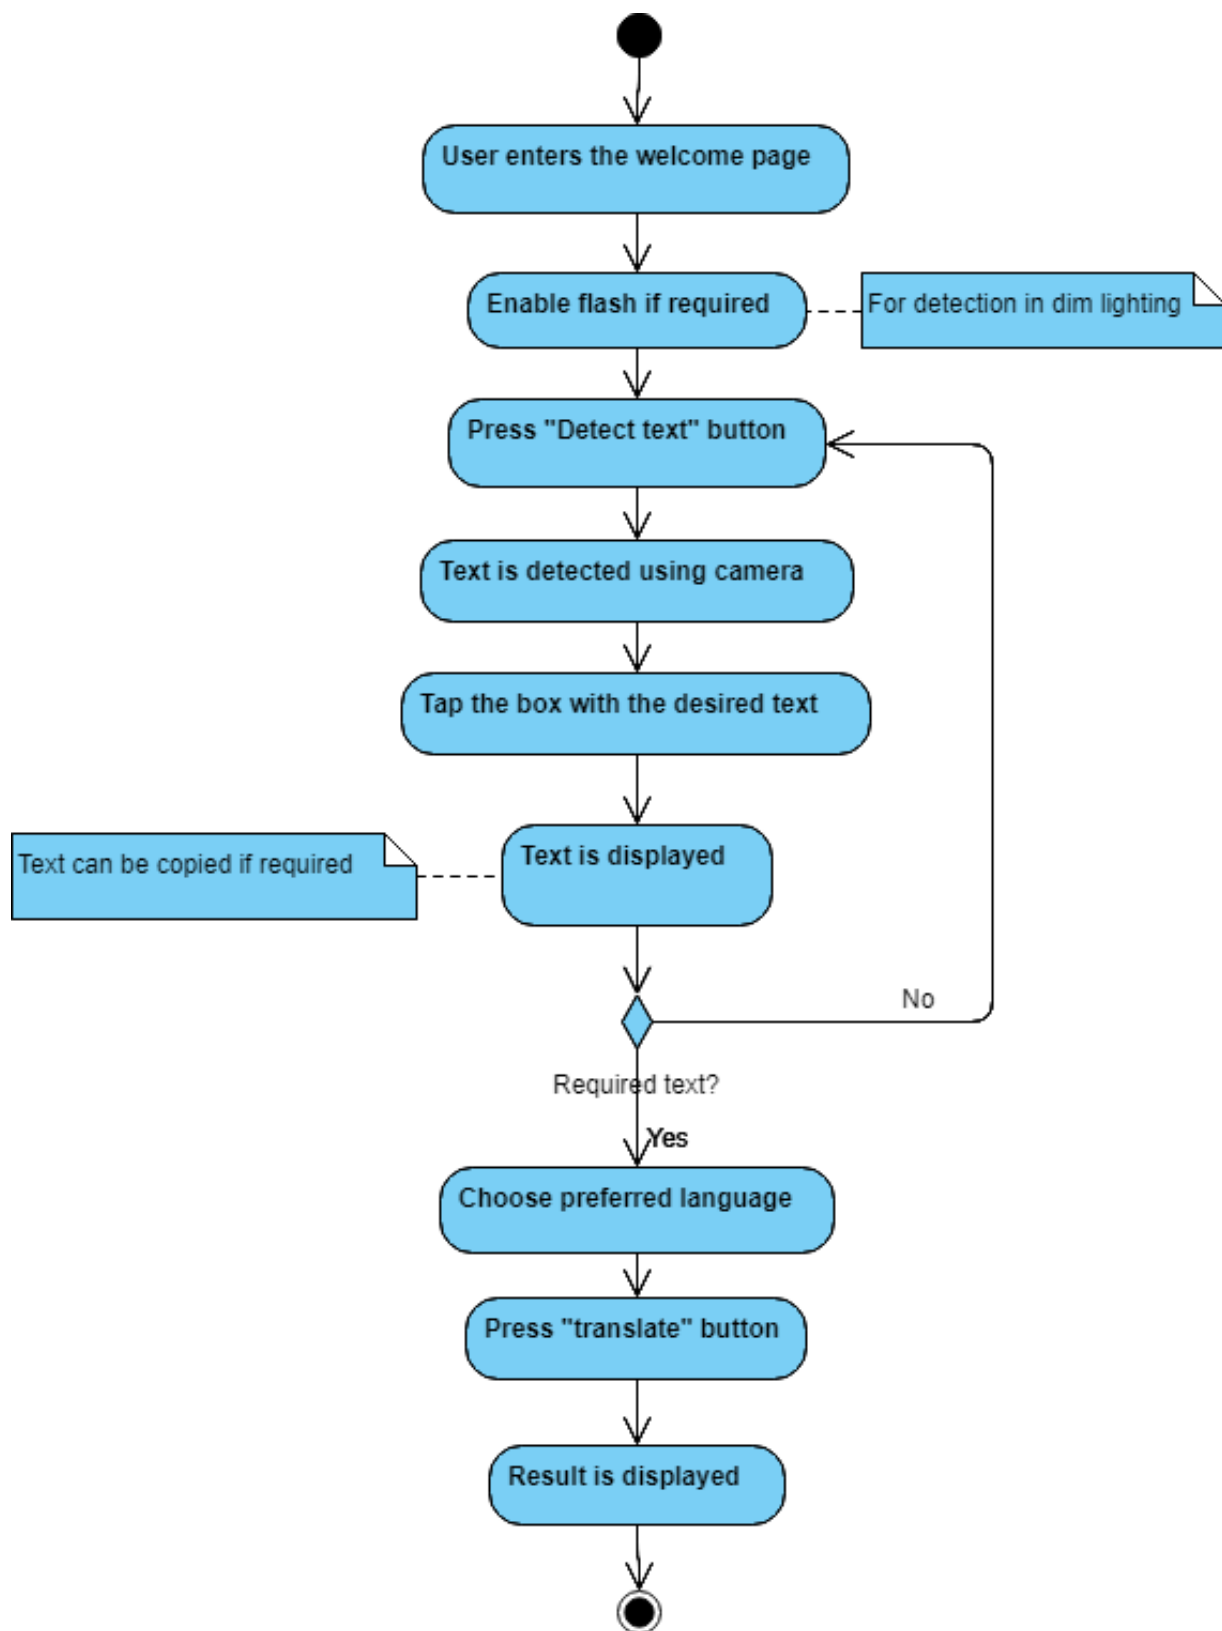 User enters the welcome page
Enable flash if required
For detection in dim lighting
Press "Detect text" button
Text is detected using camera
Tap the box with the desired text
Text is displayed
Text can be copied if required
No
Required text?
Yes
Choose preferred language
Press "translate" button
Result is displayed